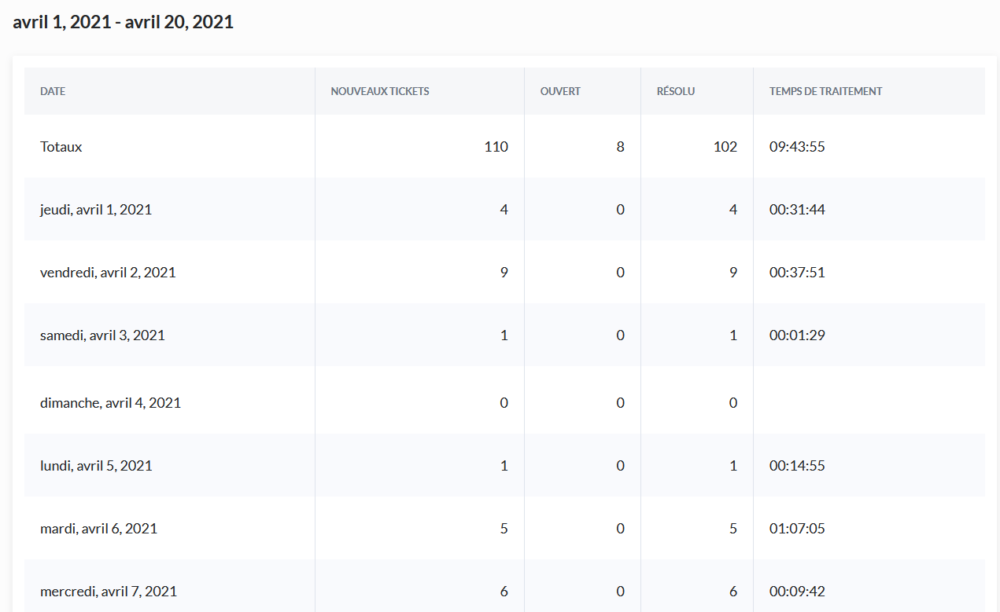 avril 1, 2021 - avril 20, 2021
DATE NOUVEAUX TICKETS OUVERT RÉSOLU TEMPS DE TRAITEMENT
Totaux 110 8 102 09:43:55
jeudi, avril 1, 2021 4 0 4 00:31:44
vendredi, avril 2, 2021 9 0 9 00:37:51
samedi, avril 3, 2021 1 0 1 00:01:29
dimanche, avril 4, 2021 0 0 0
lundi, avril 5, 2021 1 0 1 00:14:55
mardi, avril 6, 2021 5 0 5 01:07:05
mercredi, avril 7, 2021 6 0 6 00:09:42